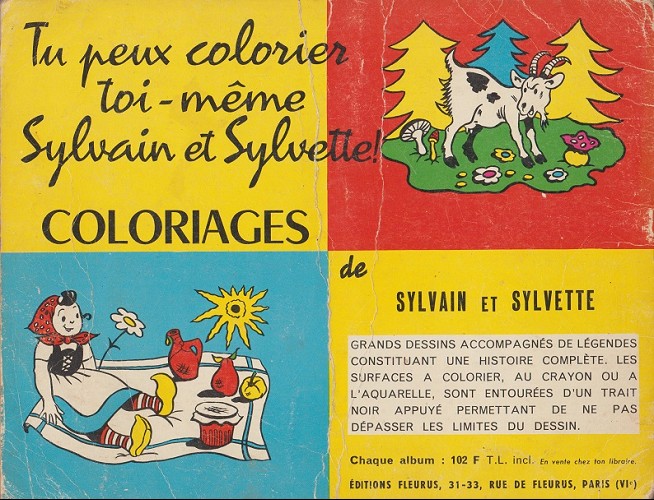 Tu peux colorier
toi-même
Sylvain et Sylvette!
COLORIAGES
de
SYLVAIN ET SYLVETTE
GRANDS DESSINS ACCOMPAGNÉS DE LÉGENDES
CONSTITUANT UNE HISTOIRE COMPLÈTE. LES
SURFACES A COLORIER, AU CRAYON OU A
L'AQUARELLE, SONT ENTOURÉES D'UN TRAIT
NOIR APPUYÉ PERMETTANT DE NE PAS
DÉPASSER LES LIMITES DU DESSIN.
Chaque album : 102 F T.L. incl. En vente chez ton libraire.
ÉDITIONS FLEURUS, 31-33, RUE DE FLEURUS, PARIS (VIe)